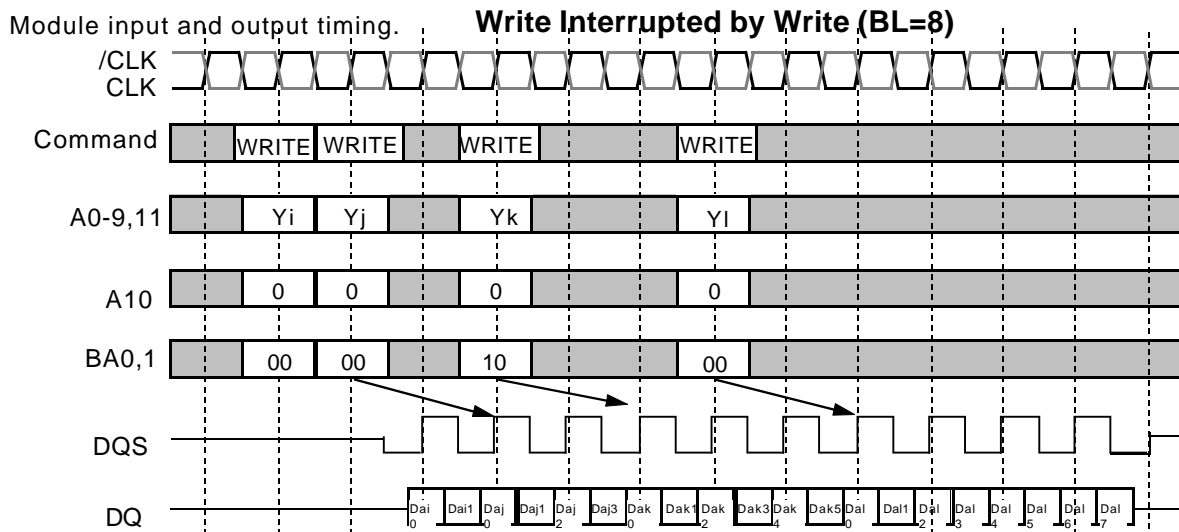 Module input and output timing.
Write Interrupted by Write (BL=8)
/CLK
CLK
Command
WRITE WRITE WRITE WRITE
A0-9,11
Yi Yj Yk Yl
A10
0 0 0 0
BA0,1
00 00 10 00
DQS
DQ
Dai0 Dai1 Daj0 Daj1 Daj2 Daj3 Dak0 Dak1 Dak2 Dak3 Dak4 Dak5 Dal0 Dal1 Dal2 Dal3 Dal4 Dal5 Dal6 Dal7